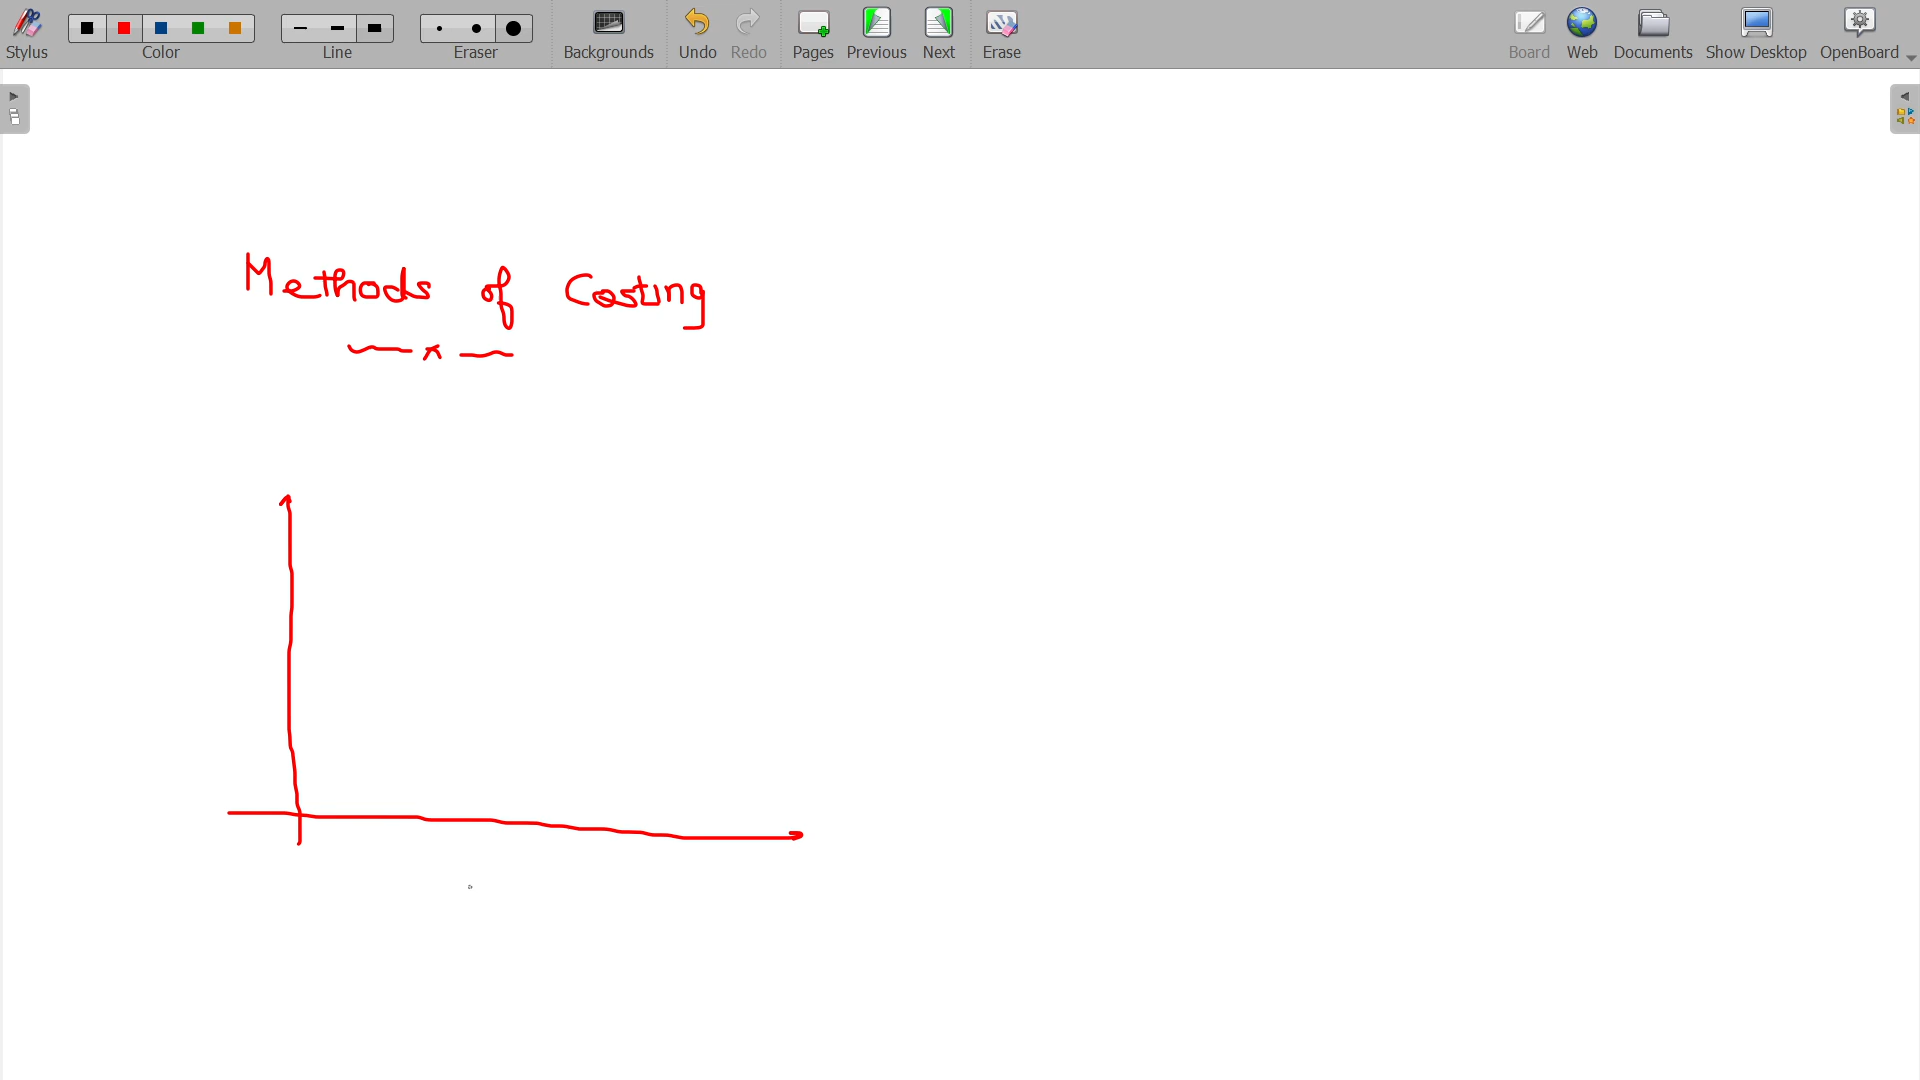 Stylus Color Line Eraser Backgrounds Undo Redo Pages Previous Next Erase Board Web Documents Show Desktop OpenBoard
Methods of Costing